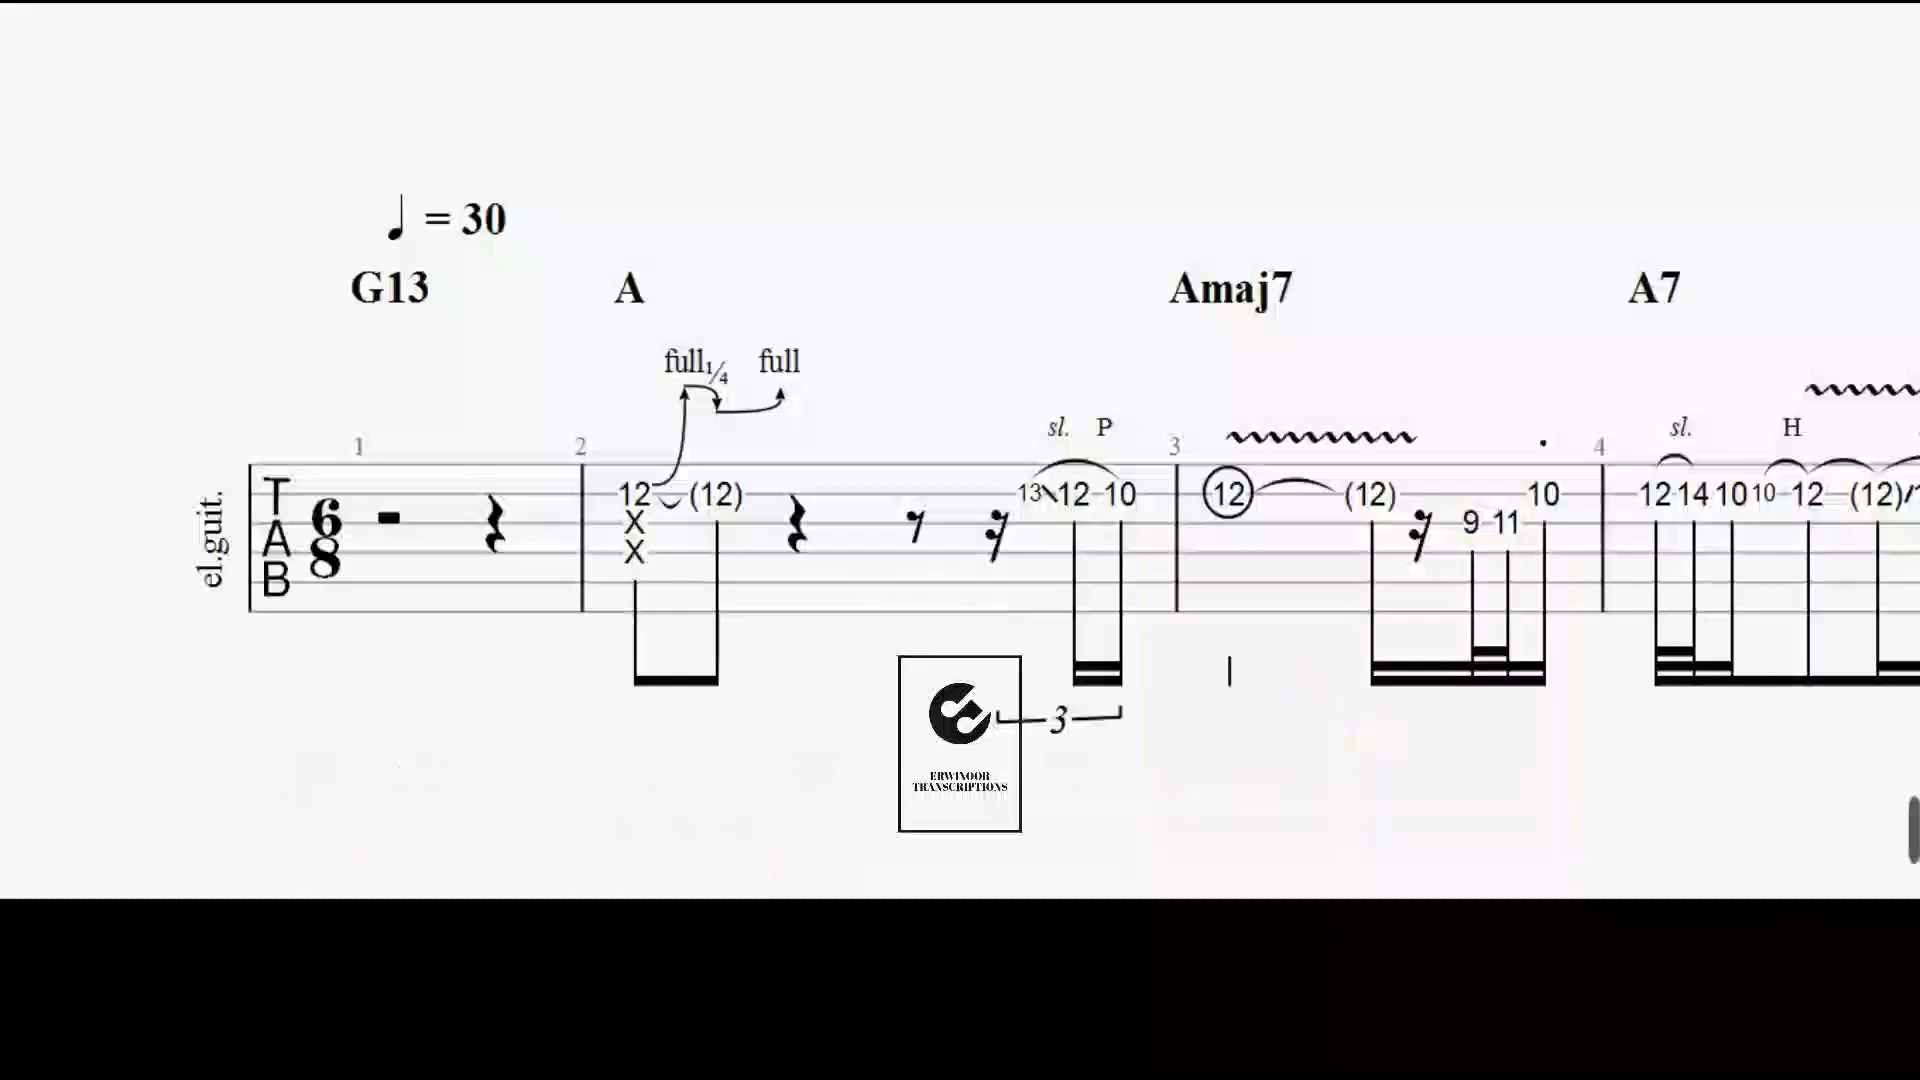 = 30
G13 A Amaj7 A7
full 1/4 full
sl. P sl. H
1 2 3 4
el.guit.
T A B
6 8
12 (12) 13 12 10 12 (12) 10 12 14 10 10 12 (12)
X 9 11
X
3
ERWINOOR
TRANSCRIPTIONS